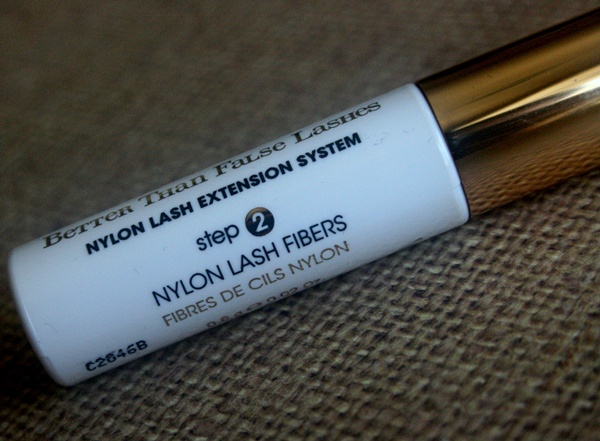 Better Than False Lashes
NYLON LASH EXTENSION SYSTEM
step 2
NYLON LASH FIBERS
FIBRES DE CILS NYLON
C2646B